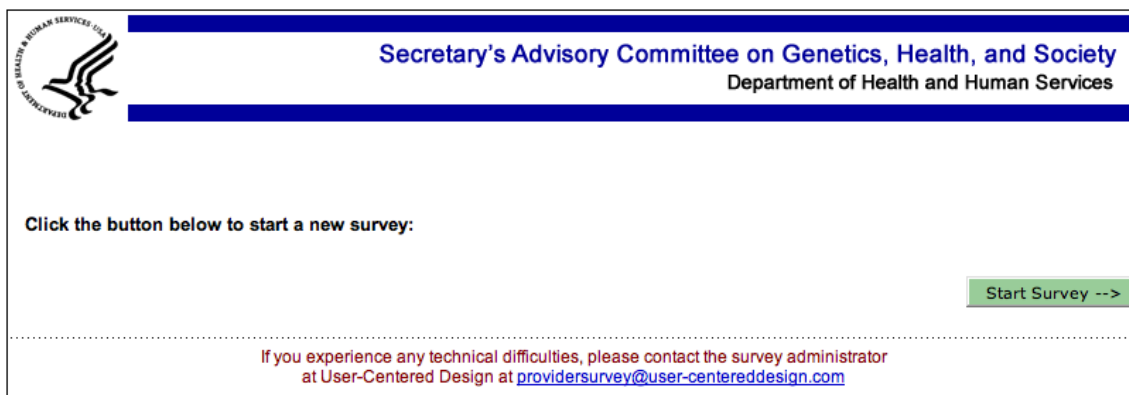 DEPARTMENT OF HEALTH & HUMAN SERVICES·USA
Secretary's Advisory Committee on Genetics, Health, and Society
Department of Health and Human Services
Click the button below to start a new survey:
Start Survey -->
If you experience any technical difficulties, please contact the survey administrator
at User-Centered Design at providersurvey@user-centereddesign.com